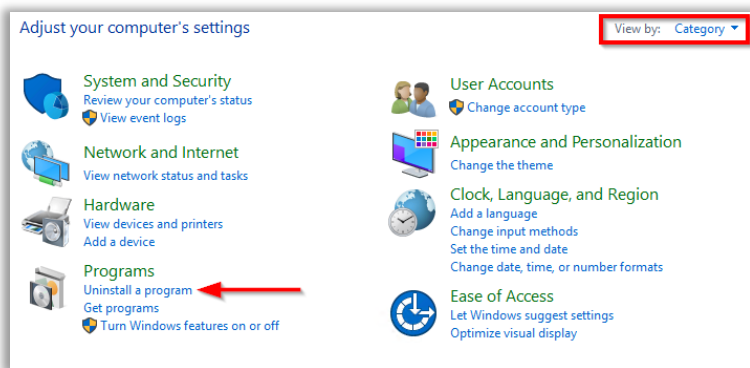 Adjust your computer's settings
View by: Category
System and Security
Review your computer's status
View event logs
Network and Internet
View network status and tasks
Hardware
View devices and printers
Add a device
Programs
Uninstall a program
Get programs
Turn Windows features on or off
User Accounts
Change account type
Appearance and Personalization
Change the theme
Clock, Language, and Region
Add a language
Change input methods
Set the time and date
Change date, time, or number formats
Ease of Access
Let Windows suggest settings
Optimize visual display